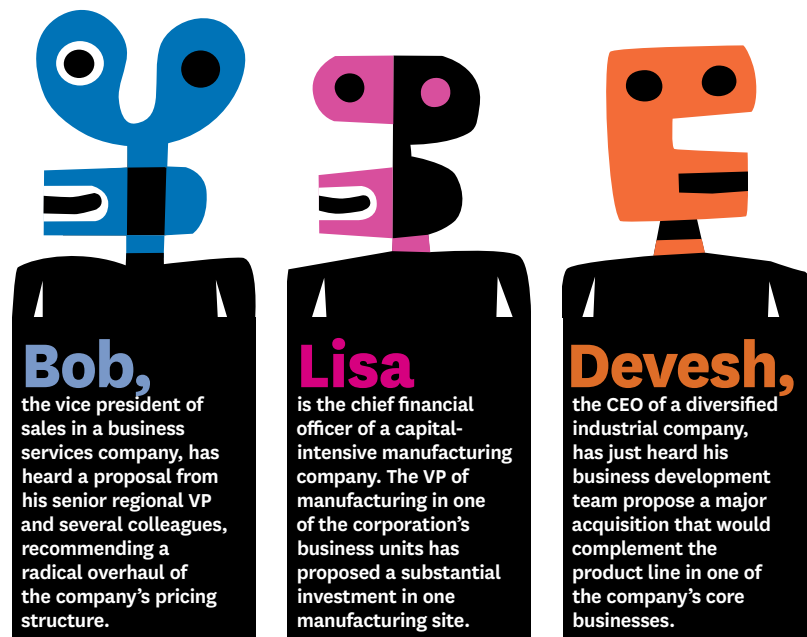 Bob,
the vice president of
sales in a business
services company, has
heard a proposal from
his senior regional VP
and several colleagues,
recommending a
radical overhaul of
the company's pricing
structure.
Lisa
is the chief financial
officer of a capital-
intensive manufacturing
company. The VP of
manufacturing in one
of the corporation's
business units has
proposed a substantial
investment in one
manufacturing site.
Devesh,
the CEO of a diversified
industrial company,
has just heard his
business development
team propose a major
acquisition that would
complement the
product line in one of
the company's core
businesses.